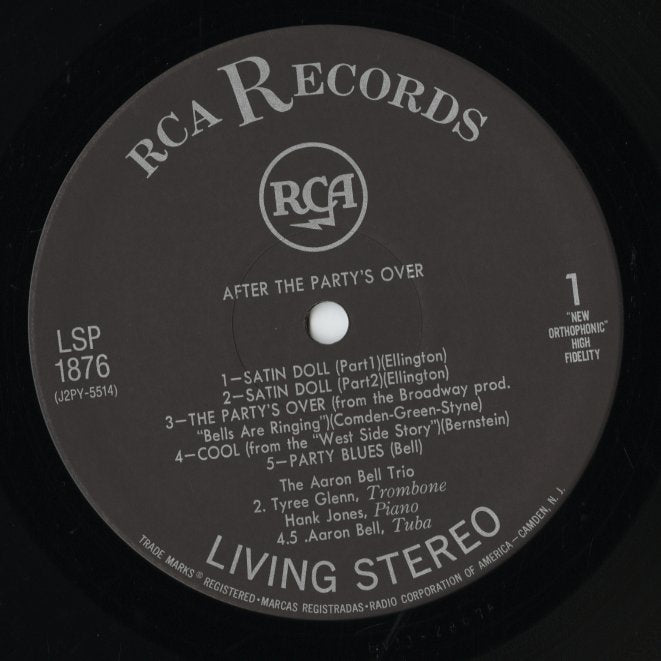 RCA RECORDS
RCA
AFTER THE PARTY'S OVER
LSP
1876
(J2PY-5514)
1
"NEW
ORTHOPHONIC"
HIGH
FIDELITY
1—SATIN DOLL (Part1)(Ellington)
2—SATIN DOLL (Part2)(Ellington)
3—THE PARTY'S OVER (from the Broadway prod.
"Bells Are Ringing")(Comden-Green-Styne)
4—COOL (from the "West Side Story")(Bernstein)
5—PARTY BLUES (Bell)
The Aaron Bell Trio
2. Tyree Glenn, Trombone
Hank Jones, Piano
4.5 .Aaron Bell, Tuba
LIVING STEREO
TRADE MARKS ® REGISTERED•MARCAS REGISTRADAS•RADIO CORPORATION OF AMERICA—CAMDEN, N. J.